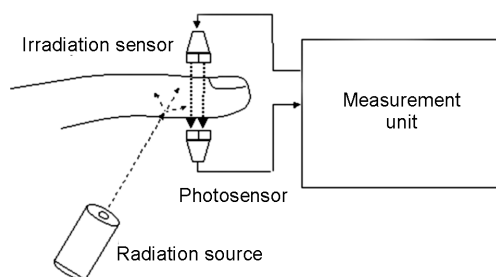 Irradiation sensor
Measurement
unit
Photosensor
Radiation source